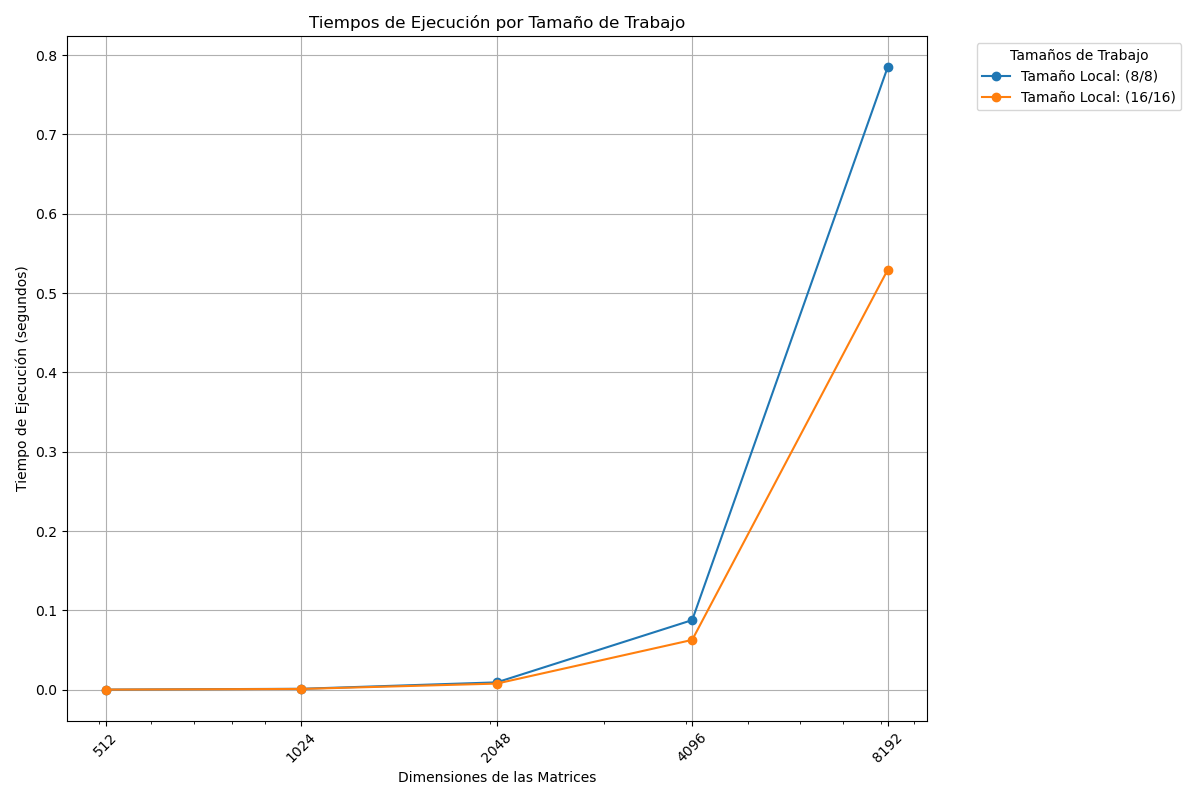 Tiempos de Ejecución por Tamaño de Trabajo
Tamaños de Trabajo
Tamaño Local: (8/8)
Tamaño Local: (16/16)
Tiempo de Ejecución (segundos)
0.8
0.7
0.6
0.5
0.4
0.3
0.2
0.1
0.0
512
1024
2048
4096
8192
Dimensiones de las Matrices